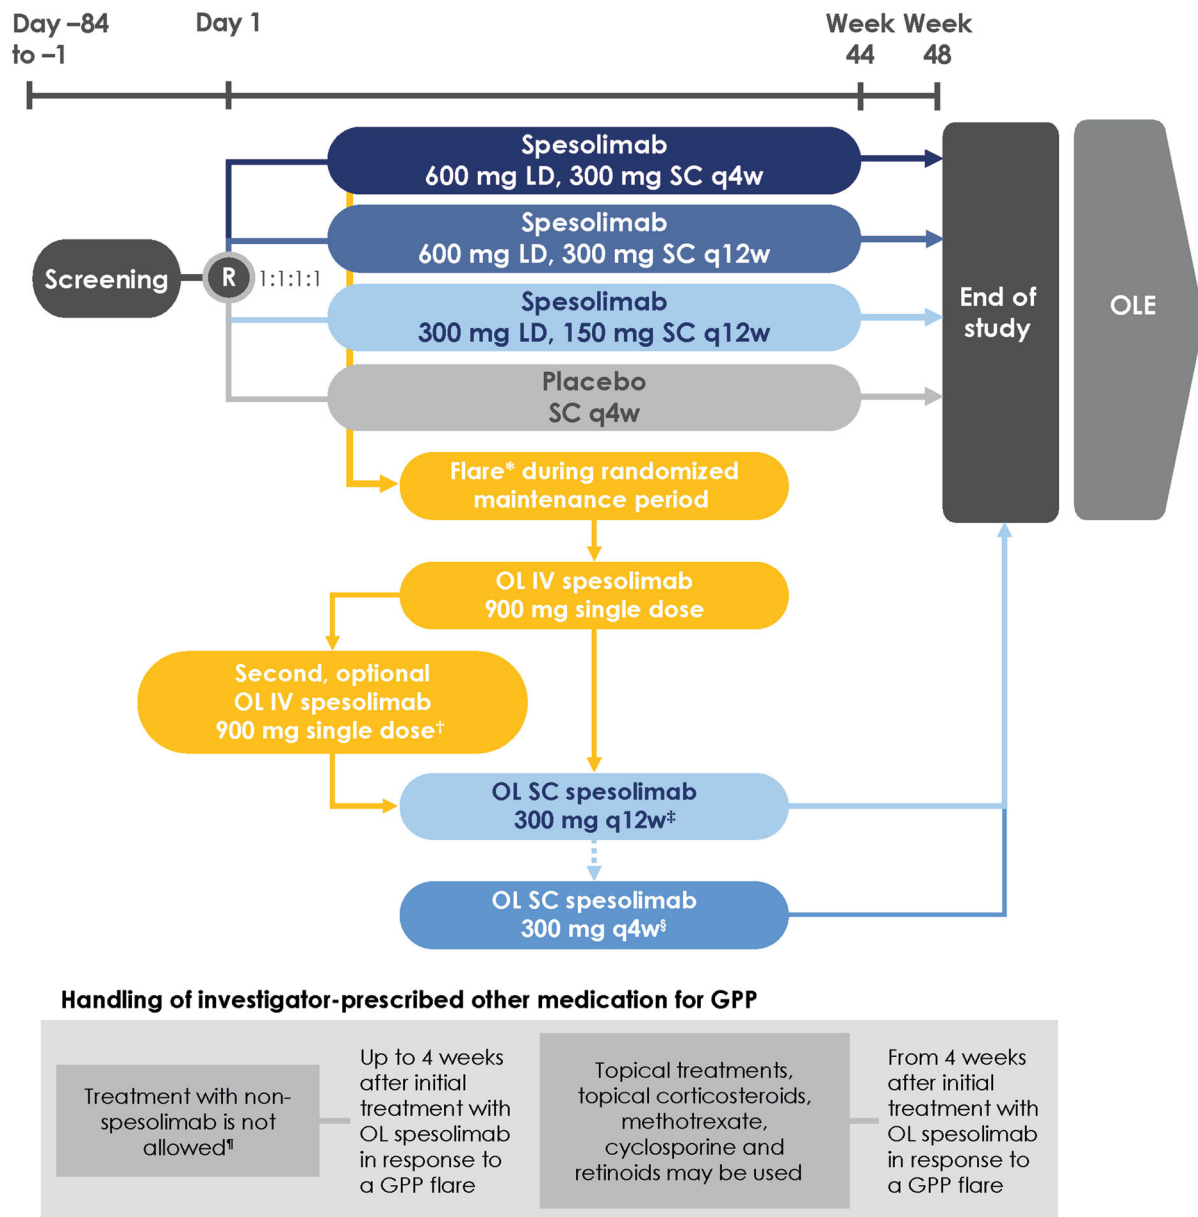 Day –84
to –1
Day 1
Week
44
Week
48
Screening
R
1:1:1:1
Spesolimab
600 mg LD, 300 mg SC q4w
Spesolimab
600 mg LD, 300 mg SC q12w
Spesolimab
300 mg LD, 150 mg SC q12w
Placebo
SC q4w
End of
study
OLE
Flare* during randomized
maintenance period
OL IV spesolimab
900 mg single dose
Second, optional
OL IV spesolimab
900 mg single dose†
OL SC spesolimab
300 mg q12w‡
OL SC spesolimab
300 mg q4w§
Handling of investigator-prescribed other medication for GPP
Treatment with non-
spesolimab is not
allowed¶
Up to 4 weeks
after initial
treatment with
OL spesolimab
in response to
a GPP flare
Topical treatments,
topical corticosteroids,
methotrexate,
cyclosporine and
retinoids may be used
From 4 weeks
after initial
treatment with
OL spesolimab
in response to
a GPP flare